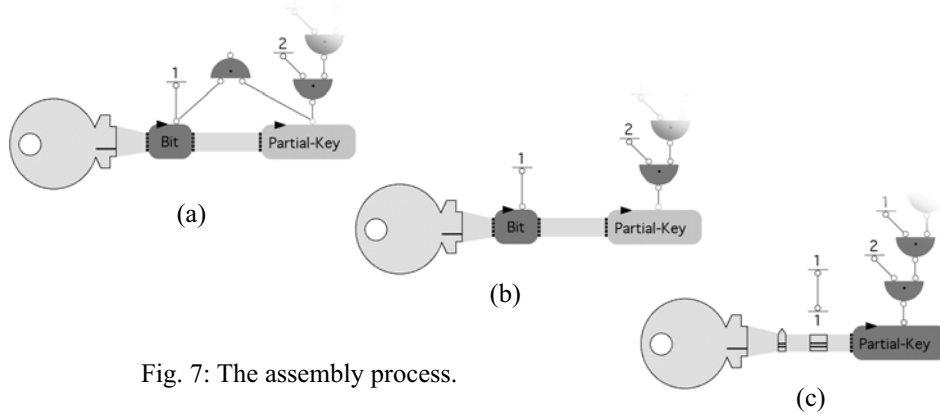 2
1
Bit
Partial-Key
(a)
2
1
Bit
Partial-Key
(b)
1
2
1
1
Partial-Key
(c)
Fig. 7: The assembly process.